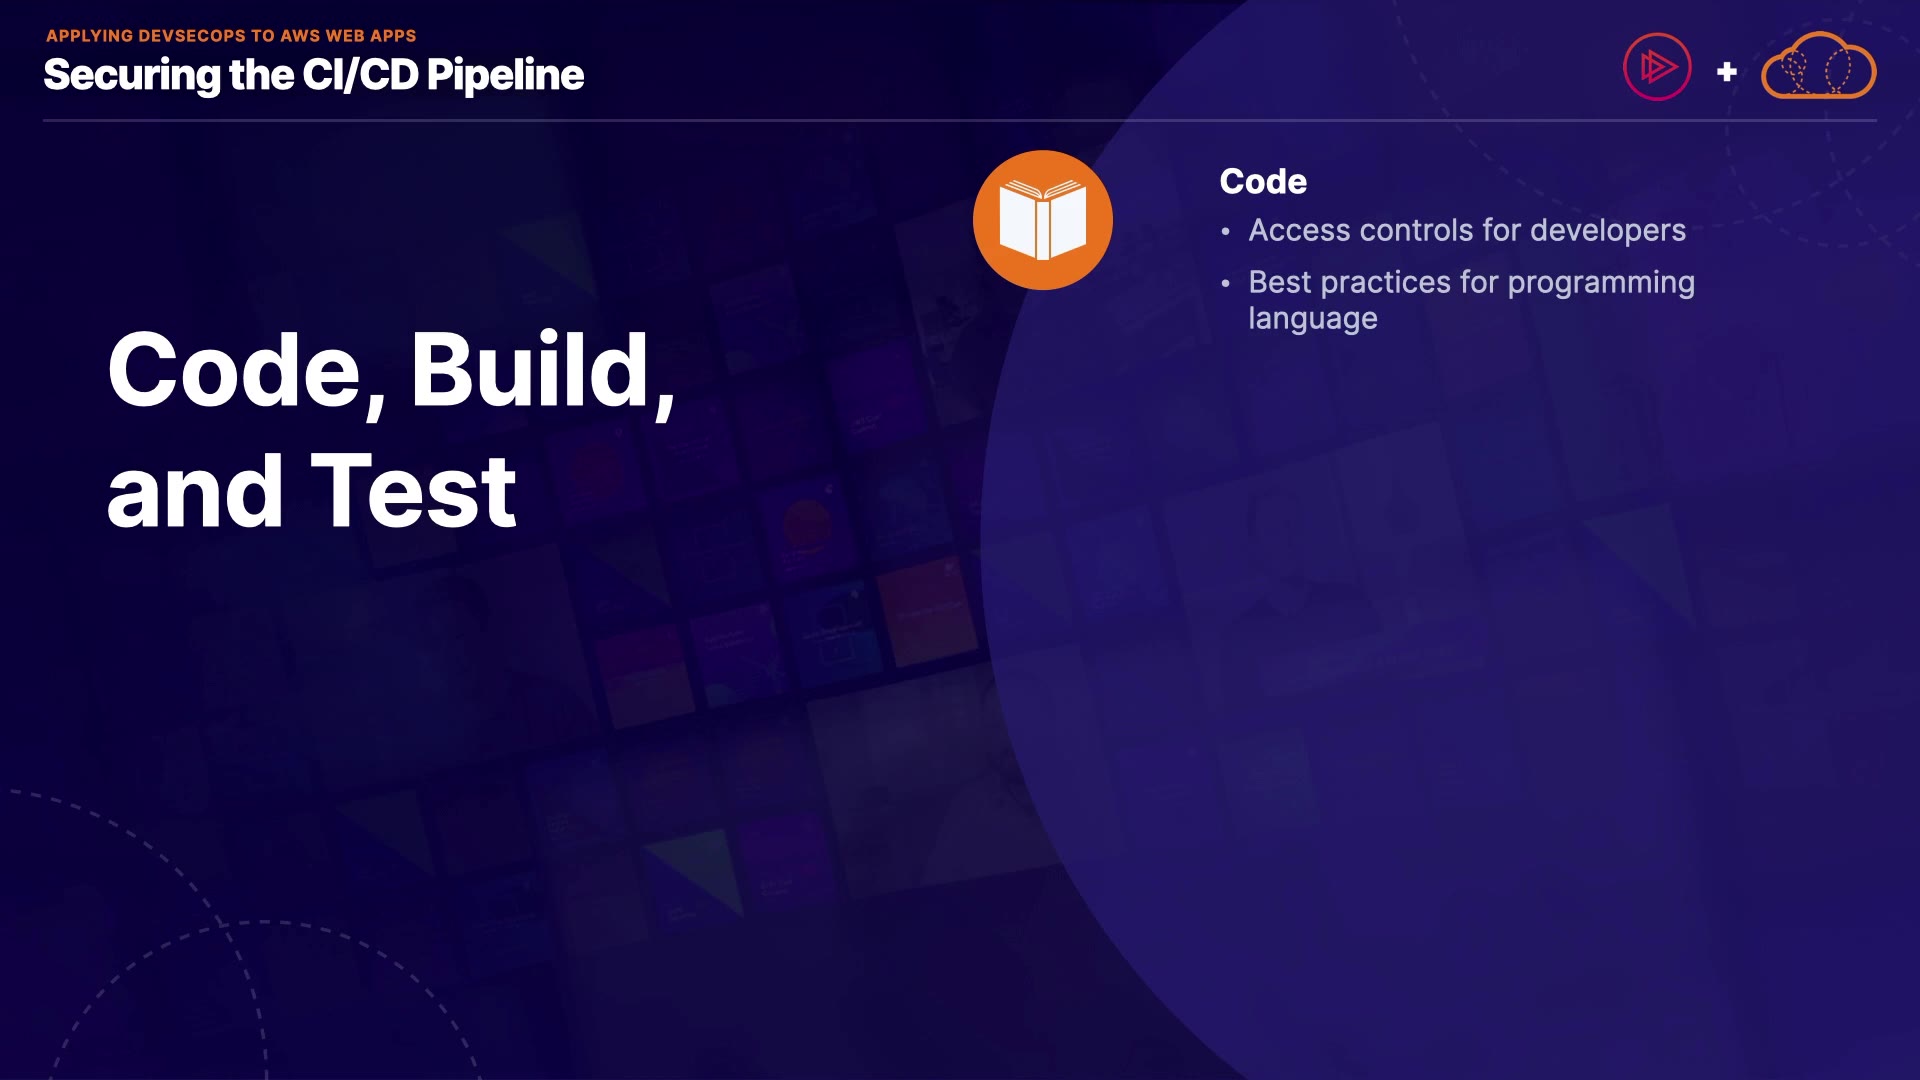 APPLYING DEVSECOPS TO AWS WEB APPS
Securing the CI/CD Pipeline
Code, Build,
and Test
Code
• Access controls for developers
• Best practices for programming
language